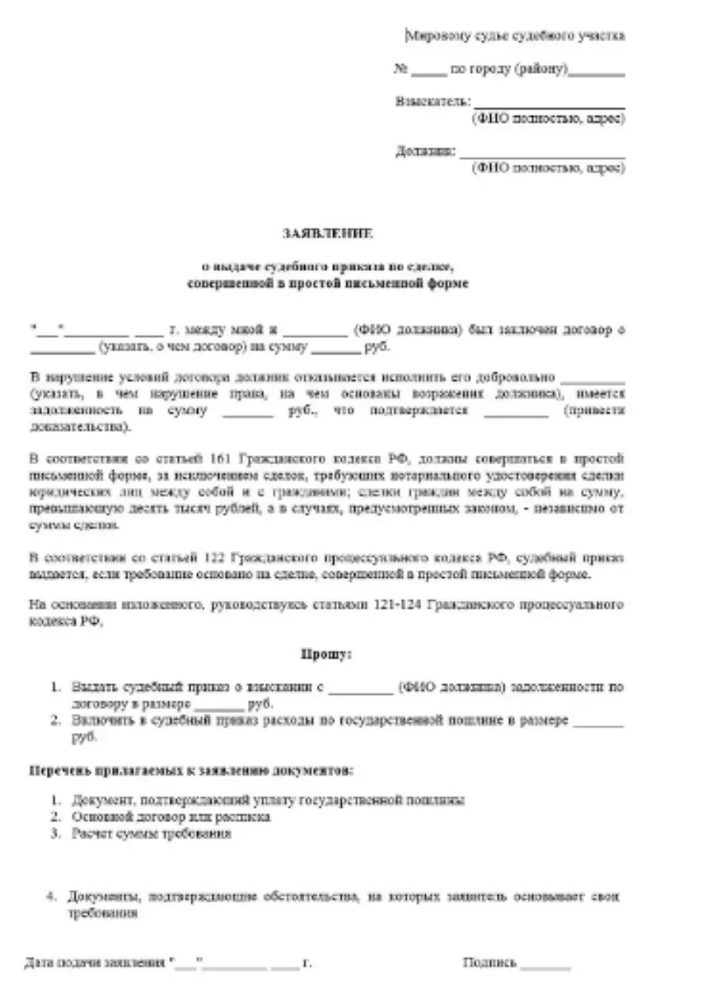 Мировому судье судебного участка
№ _____ по городу (району)________
Взыскатель: _____________________
(ФИО полностью, адрес)
Должник: _______________________
(ФИО полностью, адрес)
ЗАЯВЛЕНИЕ
о выдаче судебного приказа по сделке,
совершенной в простой письменной форме
"___"_________ ____ г. между мной и _________ (ФИО должника) был заключен договор о
_________ (указать, о чем договор) на сумму _______ руб.
В нарушение условий договора должник отказывается исполнить его добровольно _________
(указать, в чем нарушение права, на чем основаны возражения должника), имеется
задолженность на сумму _______ руб., что подтверждается _________ (привести
доказательства).
В соответствии со статьей 161 Гражданского кодекса РФ, должны совершаться в простой
письменной форме, за исключением сделок, требующих нотариального удостоверения сделки
юридических лиц между собой и с гражданами; сделки граждан между собой на сумму,
превышающую десять тысяч рублей, а в случаях, предусмотренных законом, - независимо от
суммы сделки.
В соответствии со статьей 122 Гражданского процессуального кодекса РФ, судебный приказ
выдается, если требование основано на сделке, совершенной в простой письменной форме.
На основании изложенного, руководствуясь статьями 121-124 Гражданского процессуального
кодекса РФ,
Прошу:
1. Выдать судебный приказ о взыскании с _________ (ФИО должника) задолженности по
договору в размере _______ руб.
2. Включить в судебный приказ расходы по государственной пошлине в размере _______
руб.
Перечень прилагаемых к заявлению документов:
1. Документ, подтверждающий уплату государственной пошлины
2. Основной договор или расписка
3. Расчет суммы требования
4. Документы, подтверждающие обстоятельства, на которых заявитель основывает свои
требования
Дата подачи заявления "___"_________ ____ г. Подпись _______